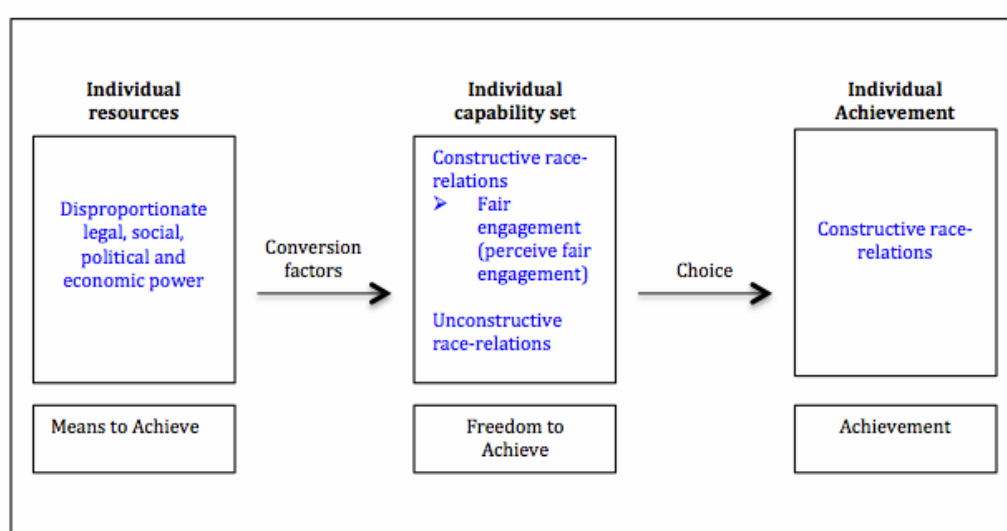 Individual
resources
Disproportionate
legal, social,
political and
economic power
Means to Achieve
Conversion
factors
Individual
capability set
Constructive race-
relations
➢ Fair
engagement
(perceive fair
engagement)
Unconstructive
race-relations
Freedom to
Achieve
Choice
Individual
Achievement
Constructive race-
relations
Achievement